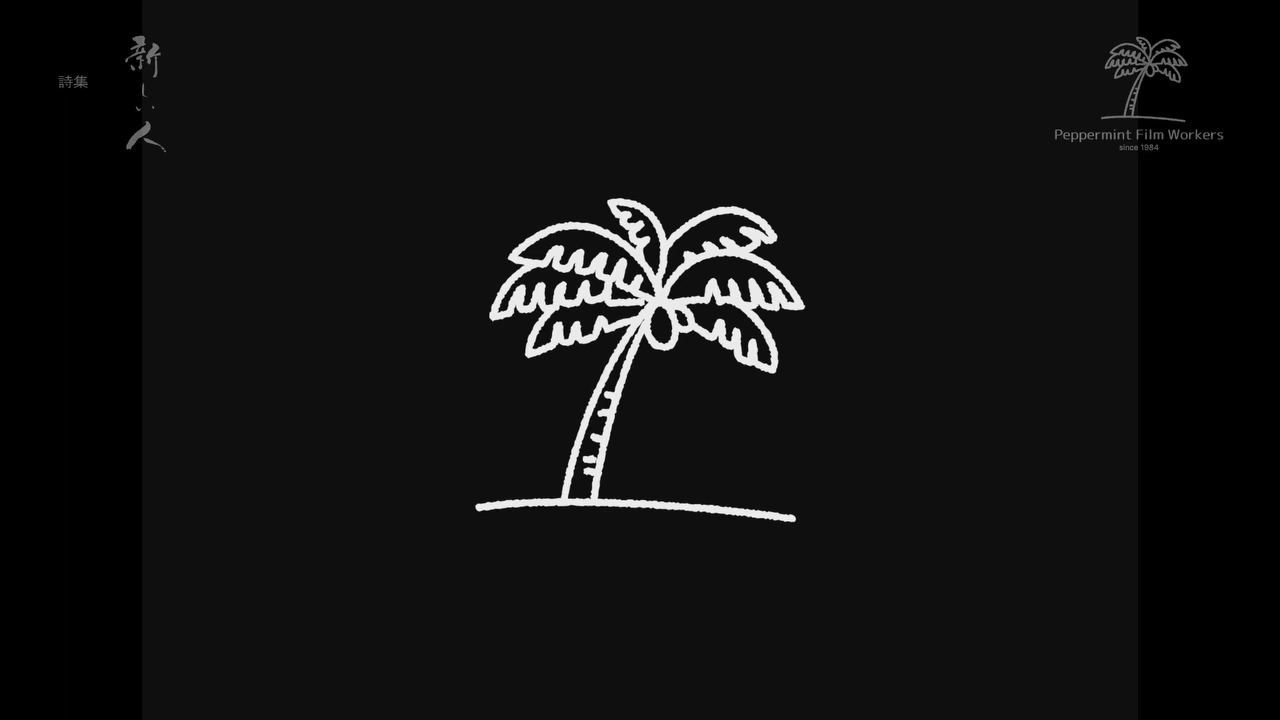 詩集
新しい人
Peppermint Film Workers
since 1984